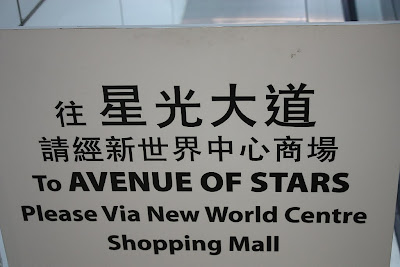 往 星光大道
請經新世界中心商場
To AVENUE OF STARS
Please Via New World Centre
Shopping Mall